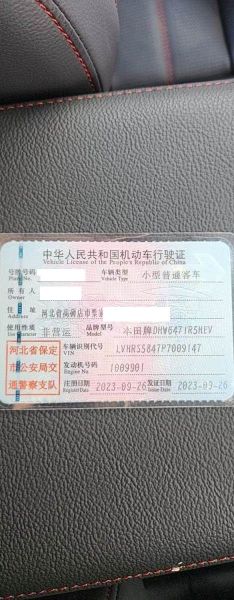 中华人民共和国机动车行驶证
Vehicle License of the People's Republic of China
号牌号码 车辆类型 小型普通客车
Plate No. Vehicle Type
所有人
Owner
住址 河北省高碑店市梁家
Address
使用性质 非营运 品牌型号 本田牌DHW6471R5HEV
Use Character Model
河北省保定 车辆识别代号 LVHRS5847P7009147
VIN
市公安局交 发动机号码 1009901
Engine No.
通警察支队 注册日期 2023-09-26 发证日期 2023-09-26
Register Date Issue Date